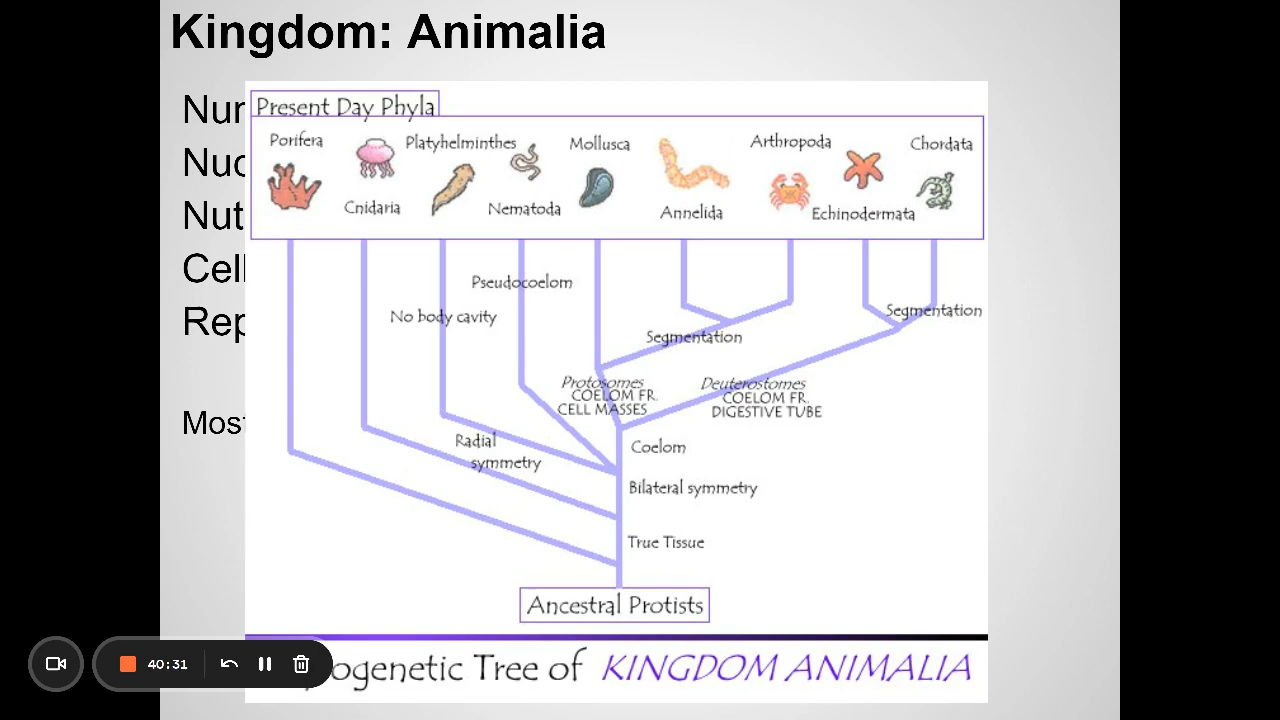 Kingdom: Animalia
Nur
Nuc
Nut
Cell
Rep
Most
Present Day Phyla
Porifera
Cnidaria
Platyhelminthes
Nematoda
Mollusca
Annelida
Arthropoda
Echinodermata
Chordata
Pseudocoelom
No body cavity
Segmentation
Segmentation
Protosomes
COELOM FR.
CELL MASSES
Deuterostomes
COELOM FR.
DIGESTIVE TUBE
Radial
symmetry
Coelom
Bilateral symmetry
True Tissue
Ancestral Protists
ogenetic Tree of KINGDOM ANIMALIA
40:31